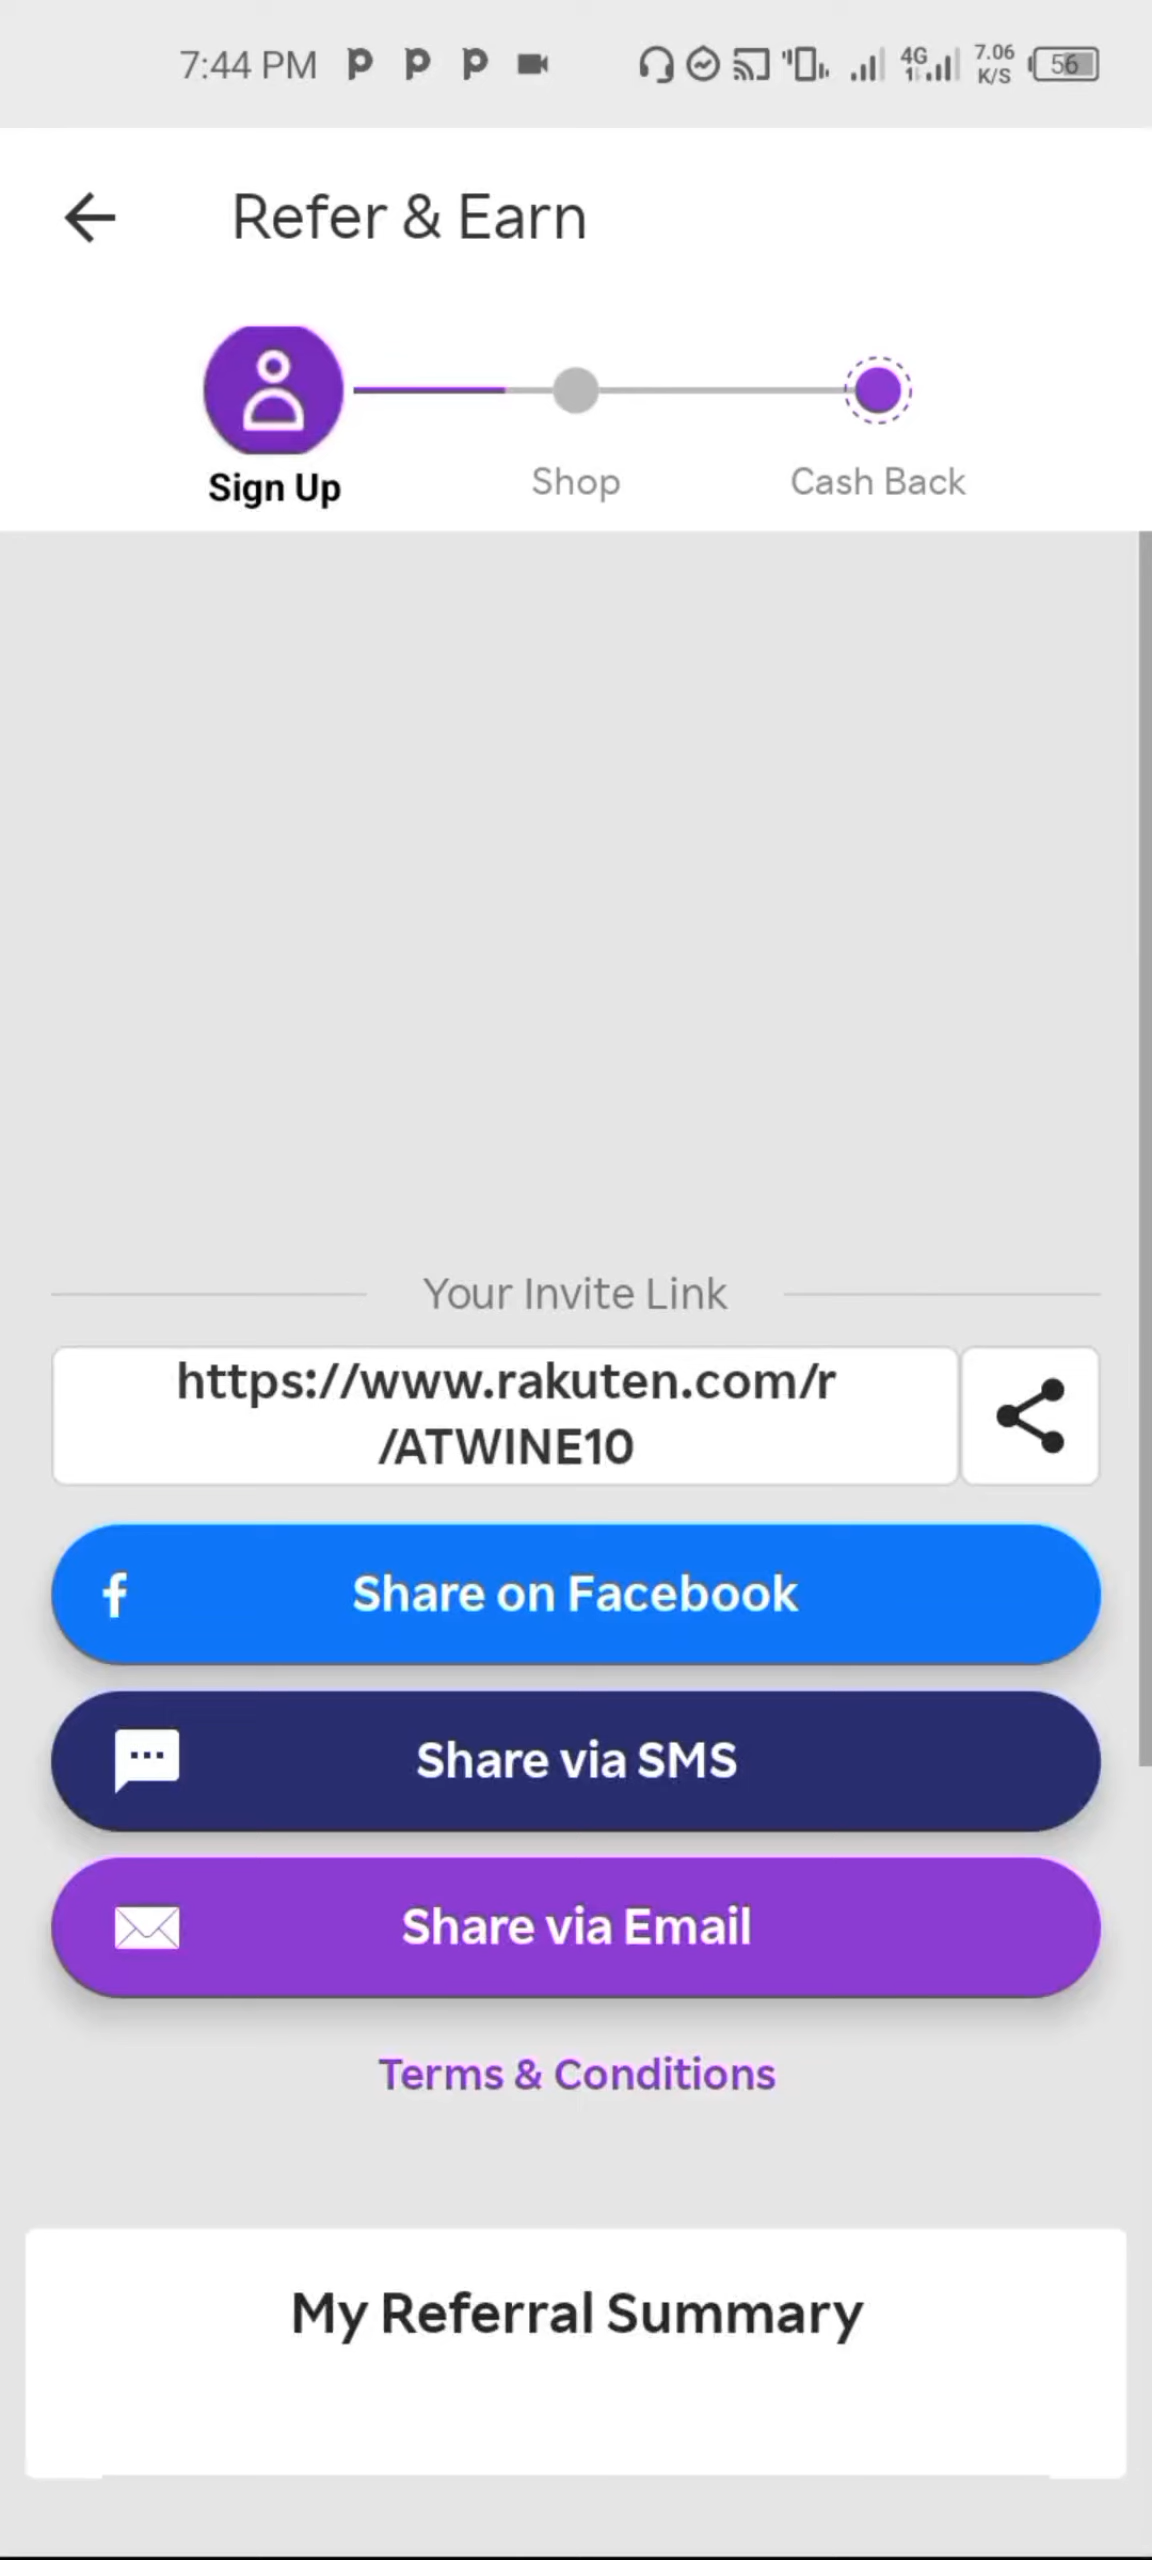 7:44 PM
4G
7.06
K/S
56
Refer & Earn
Sign Up
Shop
Cash Back
Your Invite Link
https://www.rakuten.com/r
/ATWINE10
Share on Facebook
Share via SMS
Share via Email
Terms & Conditions
My Referral Summary